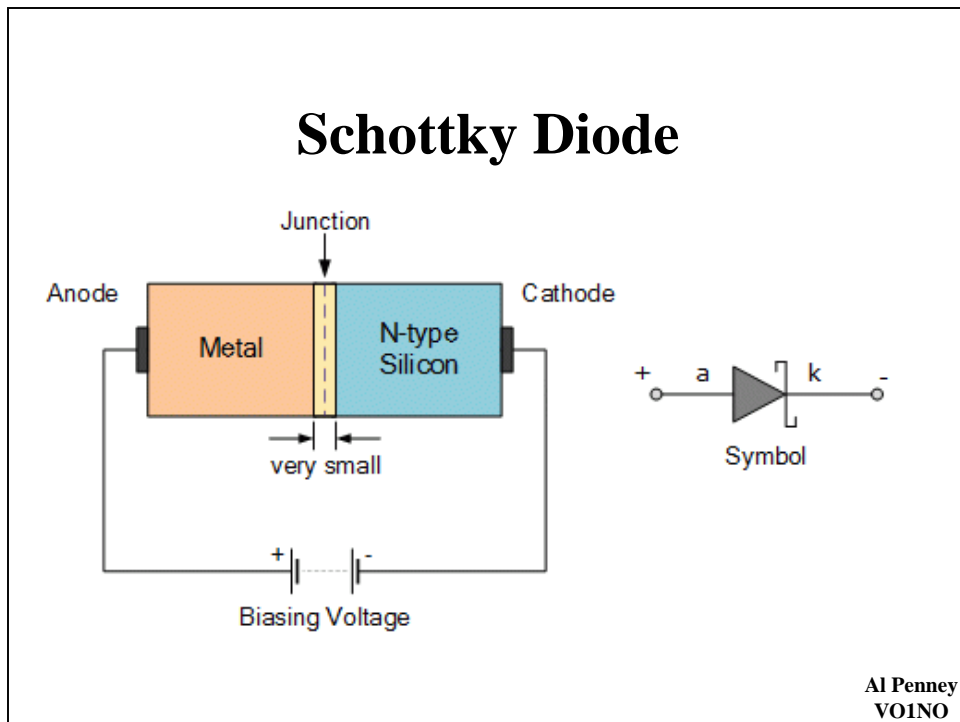 Schottky Diode
Junction
Anode
Cathode
Metal
N-type
Silicon
very small
+
-
Biasing Voltage
+
a
k
-
Symbol
Al Penney
VO1NO